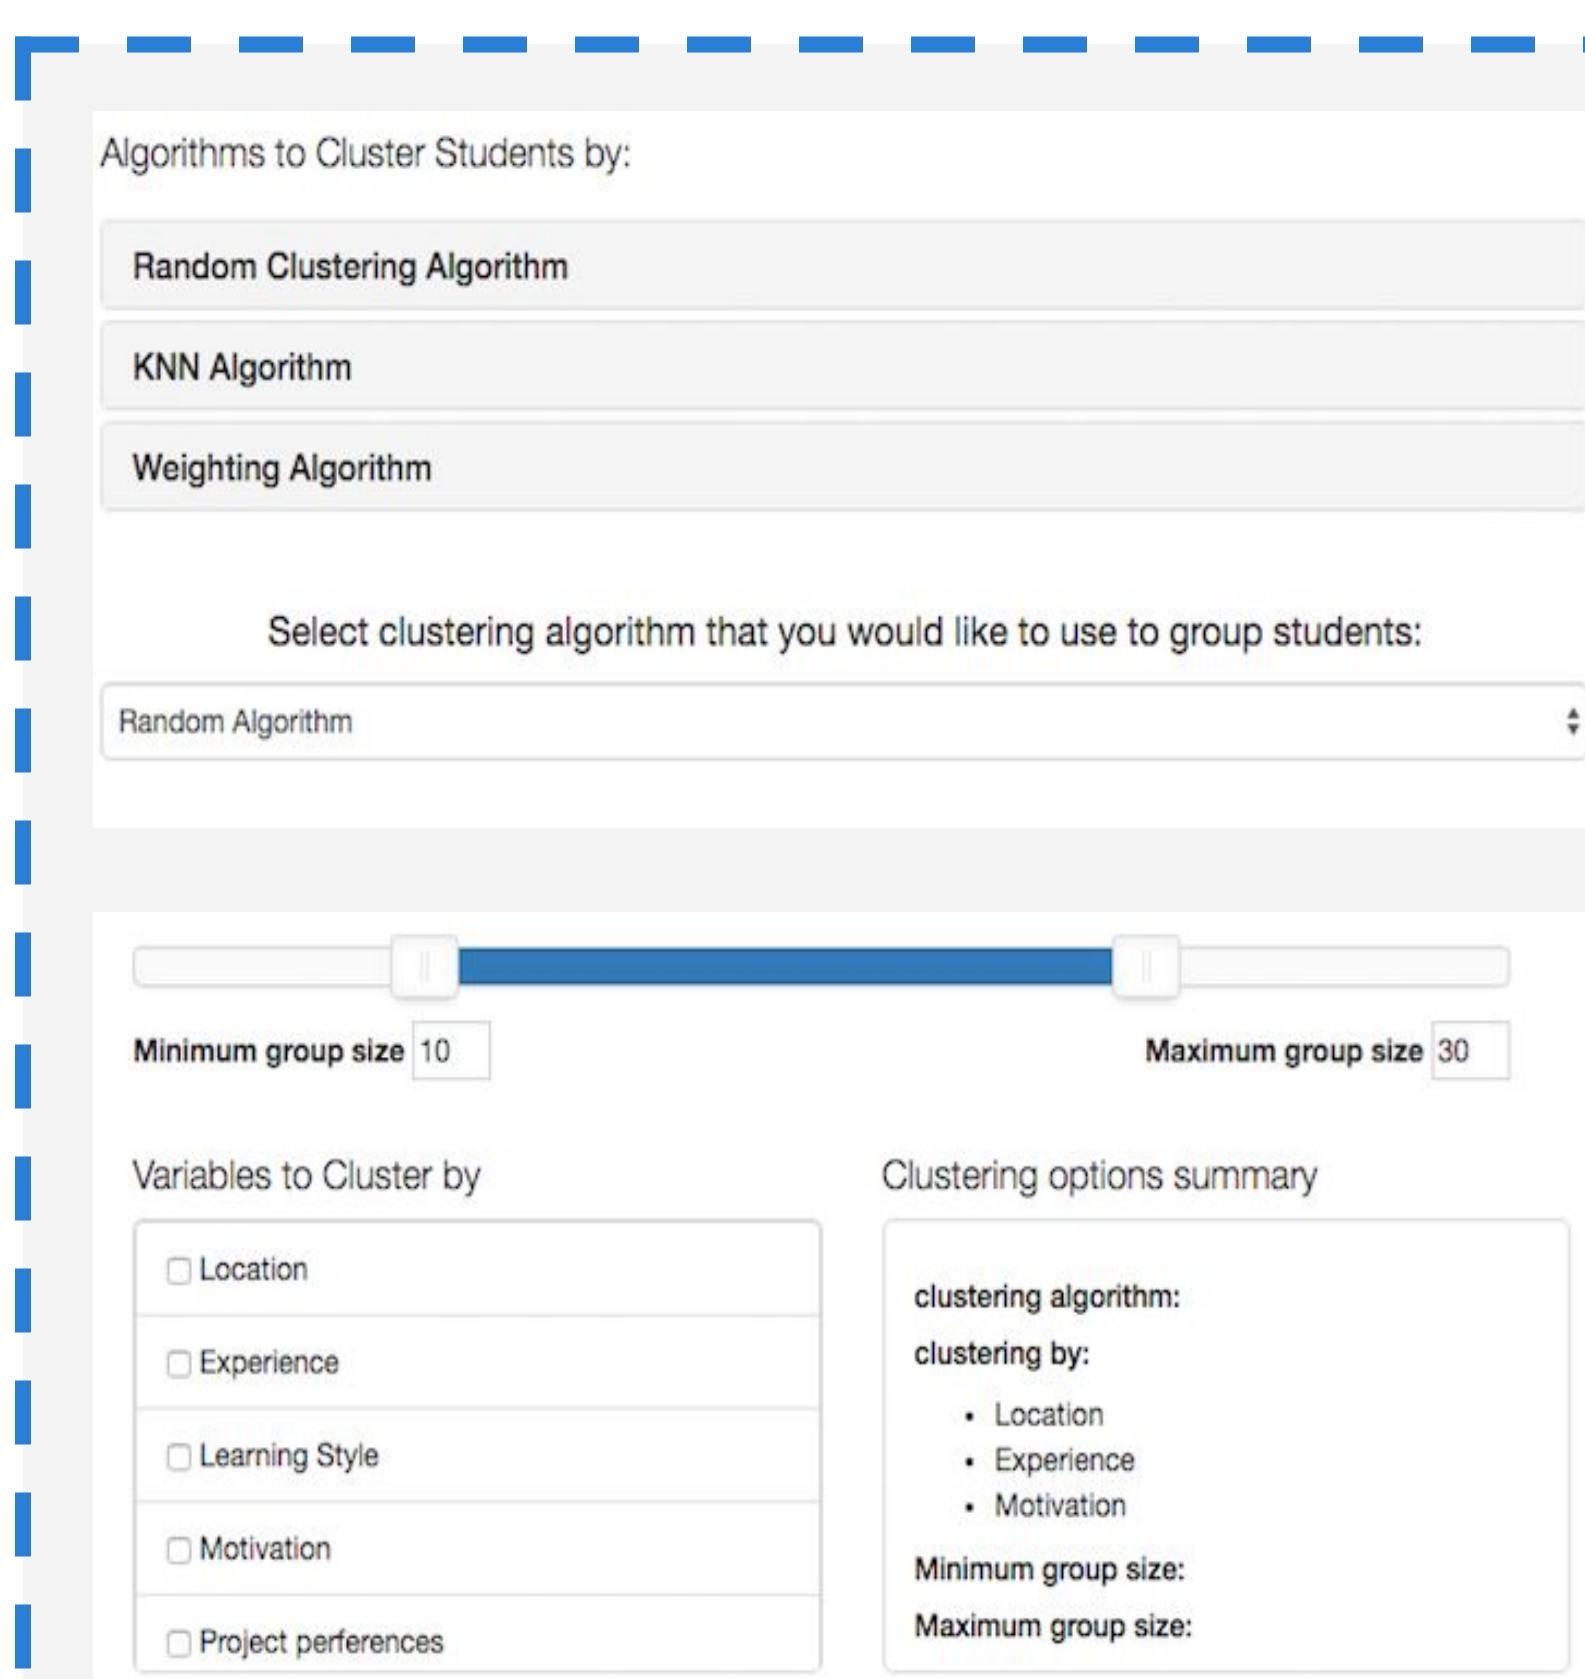 Algorithms to Cluster Students by:
Random Clustering Algorithm
KNN Algorithm
Weighting Algorithm
Select clustering algorithm that you would like to use to group students:
Random Algorithm
Minimum group size 10
Maximum group size 30
Variables to Cluster by
Location
Experience
Learning Style
Motivation
Project perferences
Clustering options summary
clustering algorithm:
clustering by:
• Location
• Experience
• Motivation
Minimum group size:
Maximum group size: